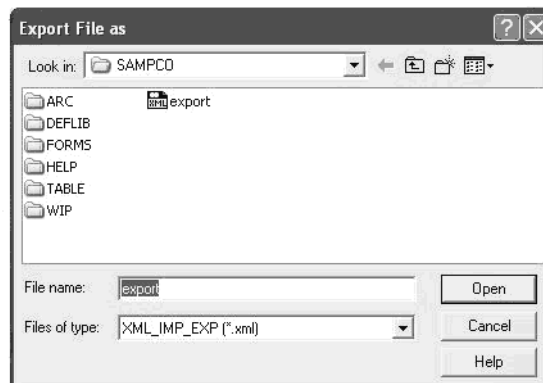 Export File as
Look in: SAMPCO
ARC
export
DEFLIB
FORMS
HELP
TABLE
WIP
File name: export Open
Files of type: XML_IMP_EXP (*.xml) Cancel
Help